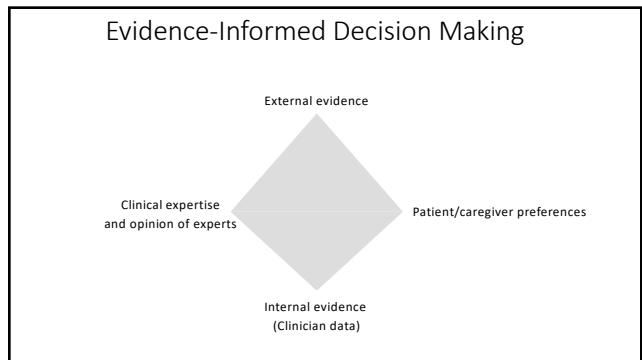 Evidence-Informed Decision Making
External evidence
Clinical expertise
and opinion of experts
Patient/caregiver preferences
Internal evidence
(Clinician data)